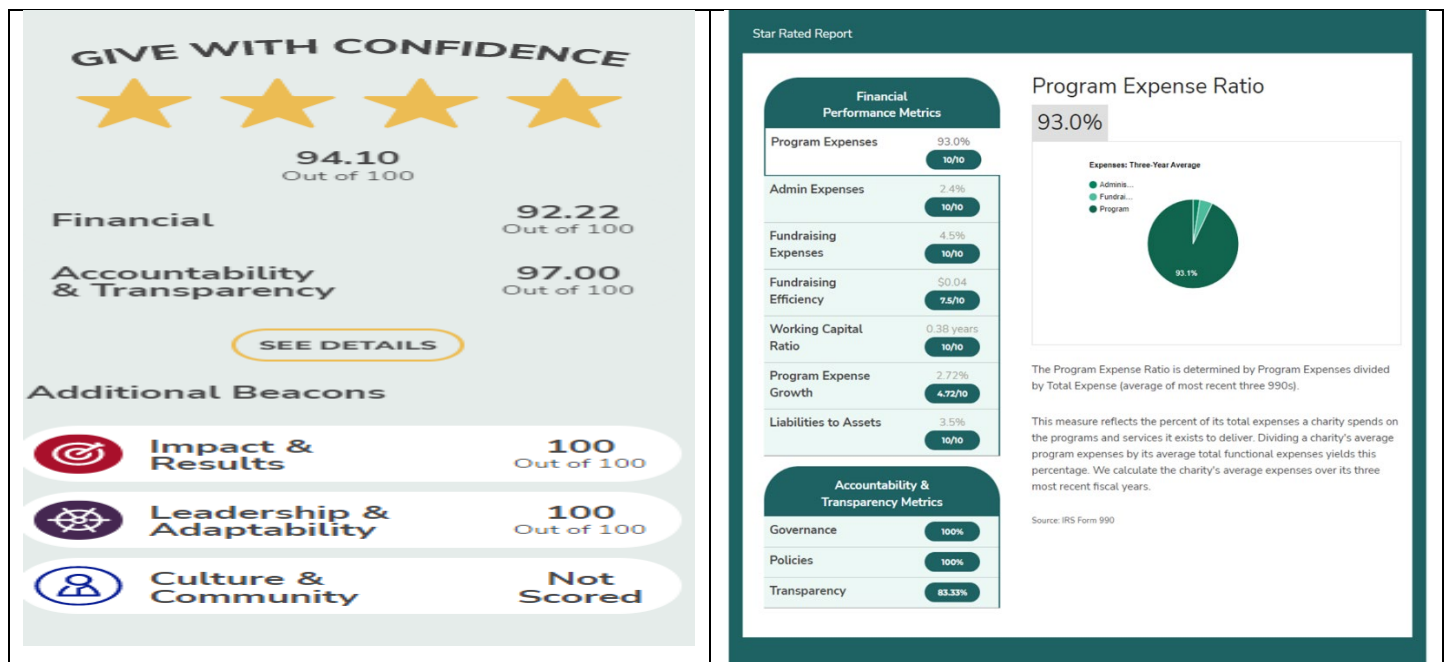 GIVE WITH CONFIDENCE
94.10
Out of 100
Financial
92.22
Out of 100
Accountability
& Transparency
97.00
Out of 100
SEE DETAILS
Additional Beacons
Impact &
Results
100
Out of 100
Leadership &
Adaptability
100
Out of 100
Culture &
Community
Not
Scored
Star Rated Report
Financial
Performance Metrics
Program Expenses
93.0%
10/10
Admin Expenses
2.4%
10/10
Fundraising
Expenses
4.5%
10/10
Fundraising
Efficiency
$0.04
7.5/10
Working Capital
Ratio
0.38 years
10/10
Program Expense
Growth
2.72%
4.72/10
Liabilities to Assets
3.5%
10/10
Accountability &
Transparency Metrics
Governance
100%
Policies
100%
Transparency
83.33%
Program Expense Ratio
93.0%
Expenses: Three-Year Average
Adminis...
Fundrai...
Program
93.1%
The Program Expense Ratio is determined by Program Expenses divided
by Total Expense (average of most recent three 990s).
This measure reflects the percent of its total expenses a charity spends on
the programs and services it exists to deliver. Dividing a charity's average
program expenses by its average total functional expenses yields this
percentage. We calculate the charity's average expenses over its three
most recent fiscal years.
Source: IRS Form 990